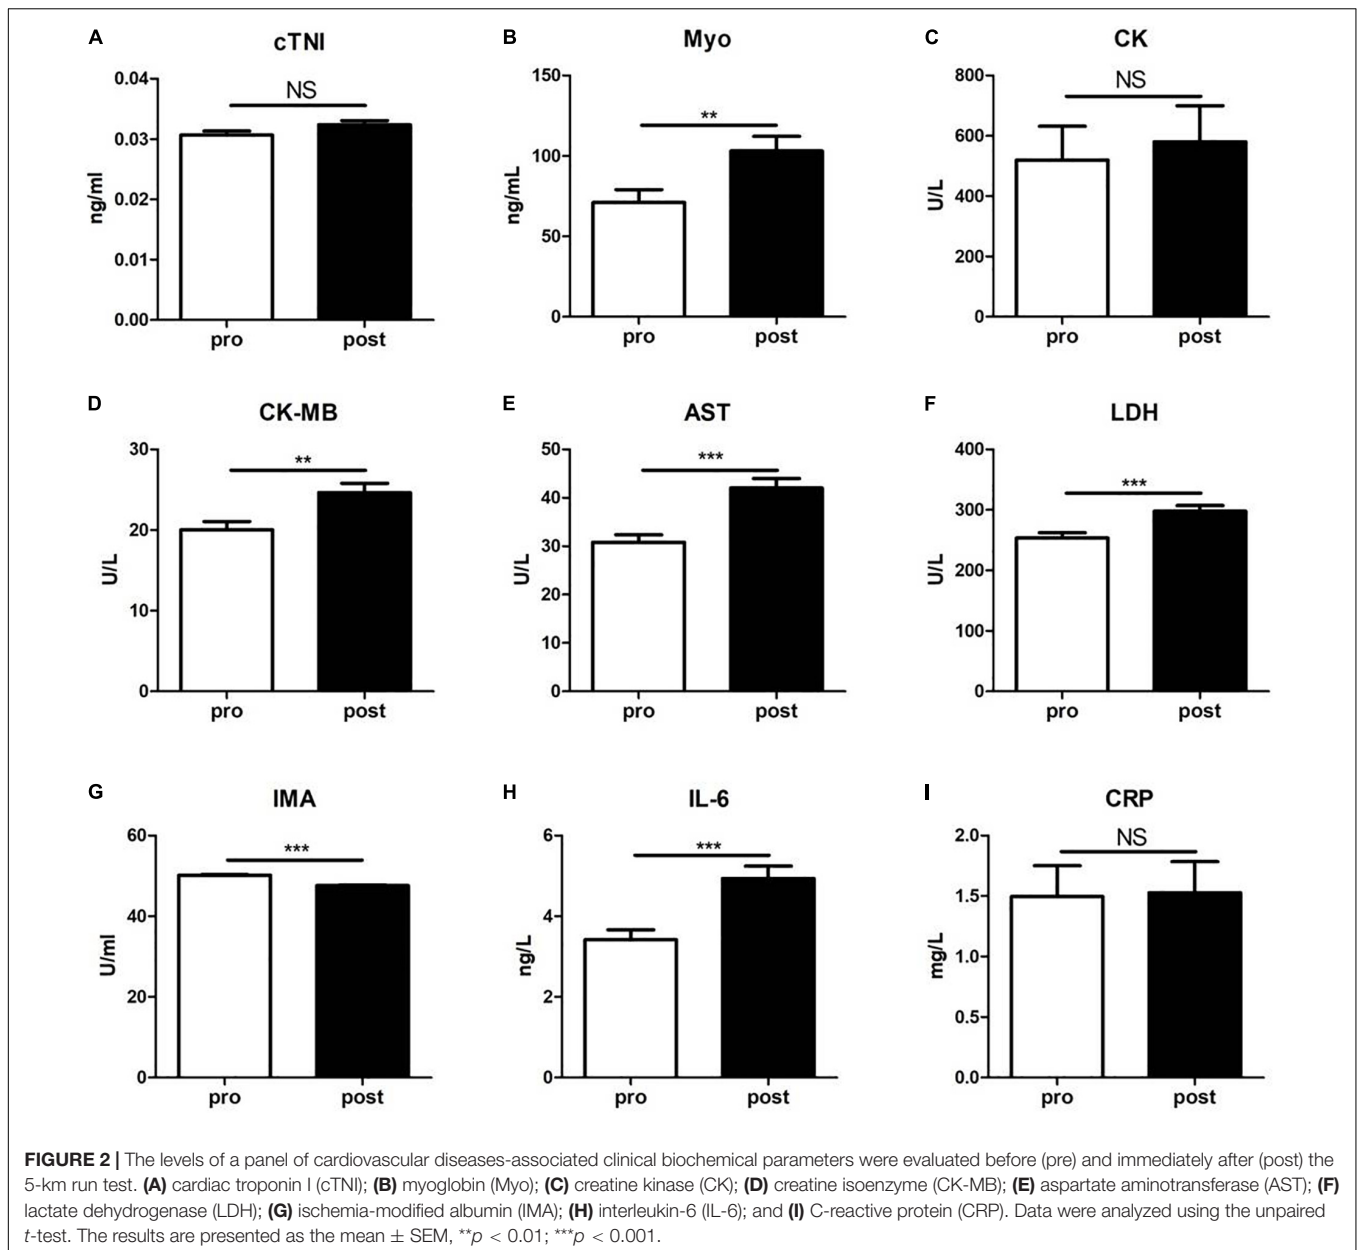 A
cTNI
0.04
0.03
0.02
0.01
0.00
ng/ml
NS
pro
post
B
Myo
150
100
50
0
ng/mL
**
pro
post
C
CK
800
600
400
200
0
U/L
NS
pro
post
D
CK-MB
30
20
10
0
U/L
**
pro
post
E
AST
50
40
30
20
10
0
U/L
***
pro
post
F
LDH
400
300
200
100
0
U/L
***
pro
post
G
IMA
60
40
20
0
U/ml
***
pro
post
H
IL-6
6
4
2
0
ng/L
***
pro
post
I
CRP
2.0
1.5
1.0
0.5
0.0
mg/L
NS
pro
post
FIGURE 2 | The levels of a panel of cardiovascular diseases-associated clinical biochemical parameters were evaluated before (pre) and immediately after (post) the
5-km run test. (A) cardiac troponin I (cTNI); (B) myoglobin (Myo); (C) creatine kinase (CK); (D) creatine isoenzyme (CK-MB); (E) aspartate aminotransferase (AST); (F)
lactate dehydrogenase (LDH); (G) ischemia-modified albumin (IMA); (H) interleukin-6 (IL-6); and (I) C-reactive protein (CRP). Data were analyzed using the unpaired
t-test. The results are presented as the mean ± SEM, **p < 0.01; ***p < 0.001.